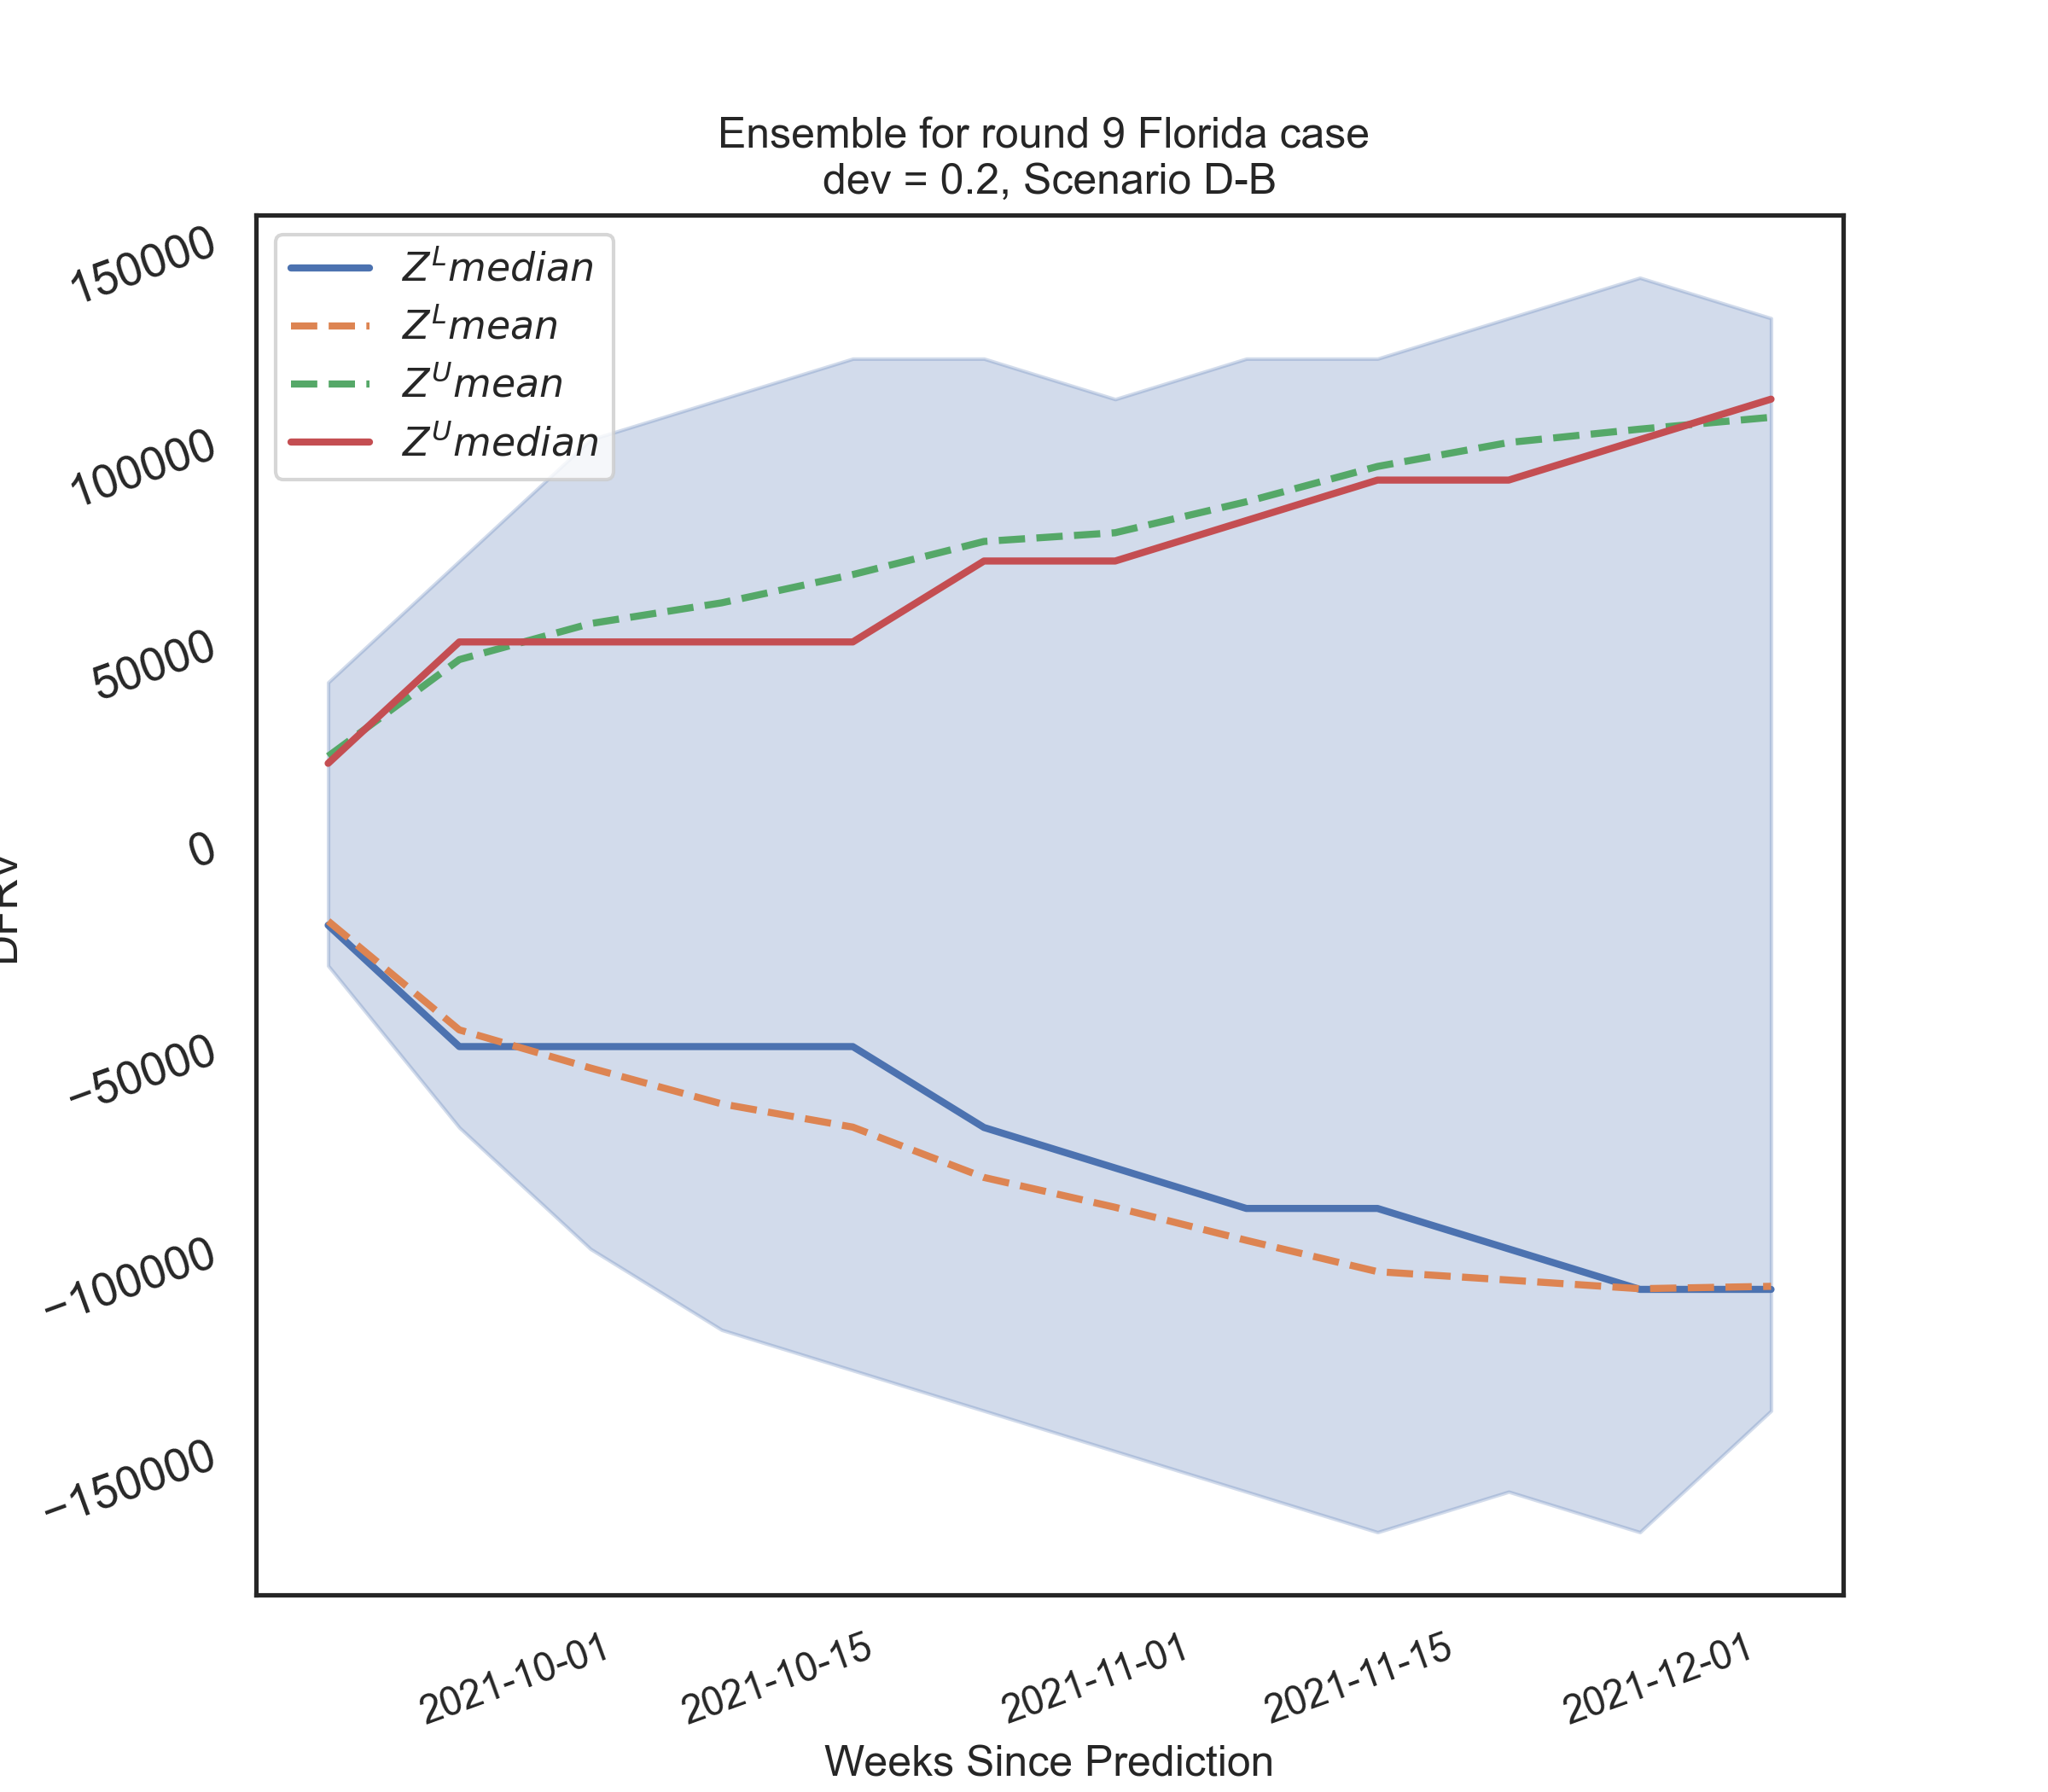 Ensemble for round 9 Florida case
dev = 0.2, Scenario D-B
Z^L median
Z^L mean
Z^U mean
Z^U median
150000
100000
50000
0
−50000
−100000
−150000
2021-10-01
2021-10-15
2021-11-01
2021-11-15
2021-12-01
Weeks Since Prediction